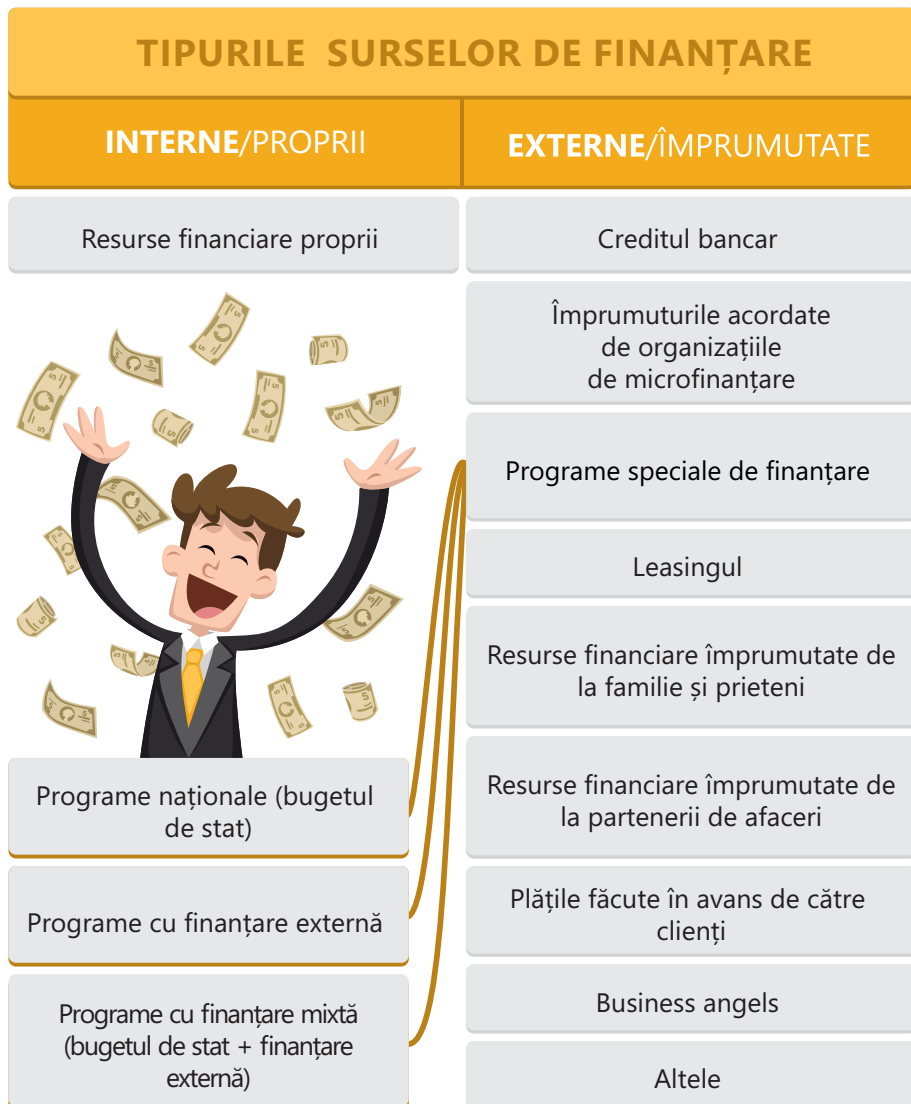 TIPURILE SURSELOR DE FINANȚARE
INTERNE/PROPRII
EXTERNE/ÎMPRUMUTATE
Resurse financiare proprii
Creditul bancar
Împrumuturile acordate
de organizațiile
de microfinanțare
Programe speciale de finanțare
Leasingul
Resurse financiare împrumutate de
la familie și prieteni
Resurse financiare împrumutate de
la partenerii de afaceri
Plățile făcute în avans de către
clienți
Business angels
Altele
Programe naționale (bugetul
de stat)
Programe cu finanțare externă
Programe cu finanțare mixtă
(bugetul de stat + finanțare
externă)